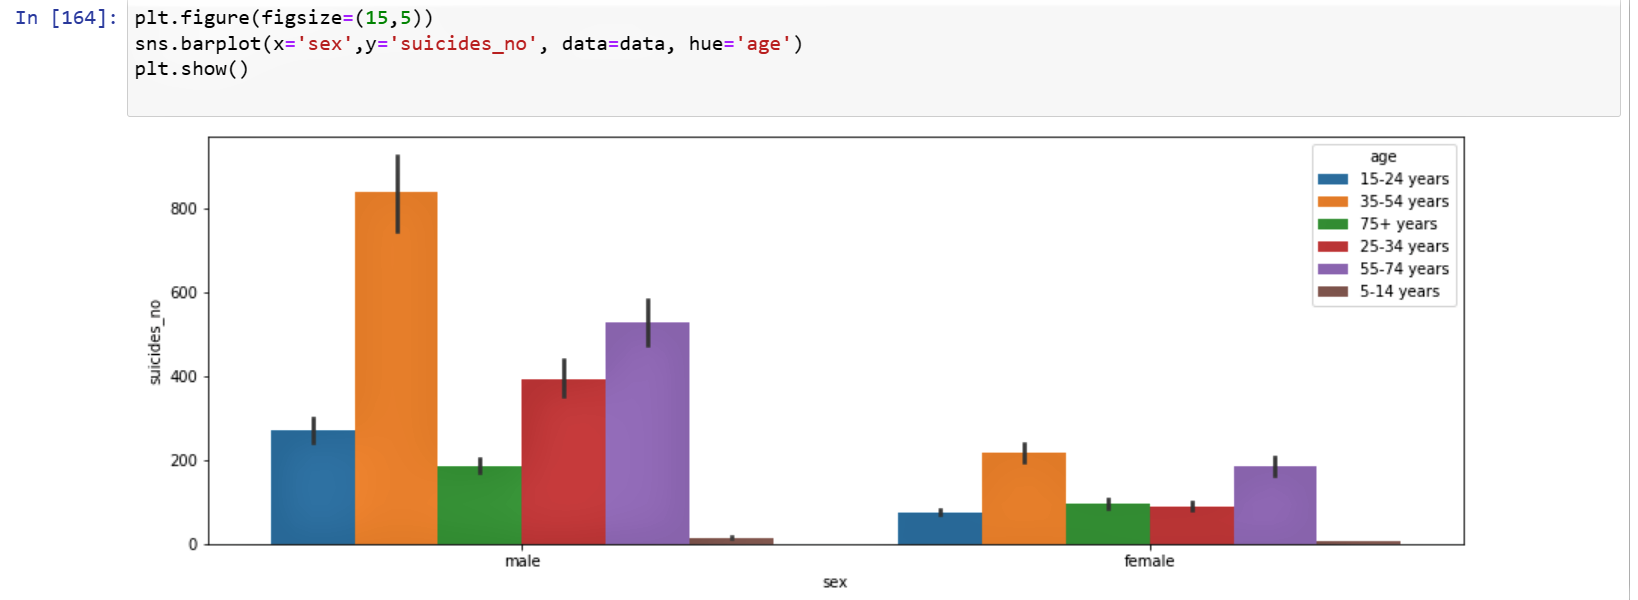 In [164]:
plt.figure(figsize=(15,5))
sns.barplot(x='sex',y='suicides_no', data=data, hue='age')
plt.show()
age
15-24 years
35-54 years
75+ years
25-34 years
55-74 years
5-14 years
800
600
400
200
0
suicides_no
male
female
sex